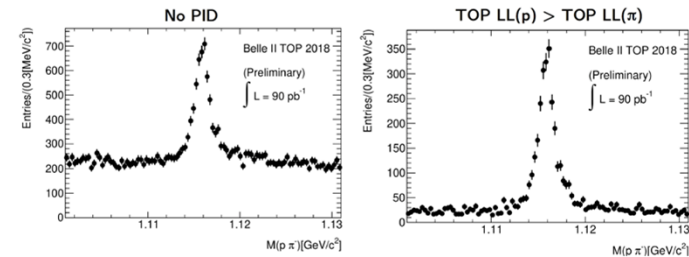 No PID
Entries/(0.3[MeV/c²])
700
600
500
400
300
200
100
0
Belle II TOP 2018
(Preliminary)
∫ L = 90 pb⁻¹
1.11
1.12
1.13
M(p π⁻)[GeV/c²]
TOP LL(p) > TOP LL(π)
Entries/(0.3[MeV/c²])
350
300
250
200
150
100
50
0
Belle II TOP 2018
(Preliminary)
∫ L = 90 pb⁻¹
1.11
1.12
1.13
M(p π⁻)[GeV/c²]